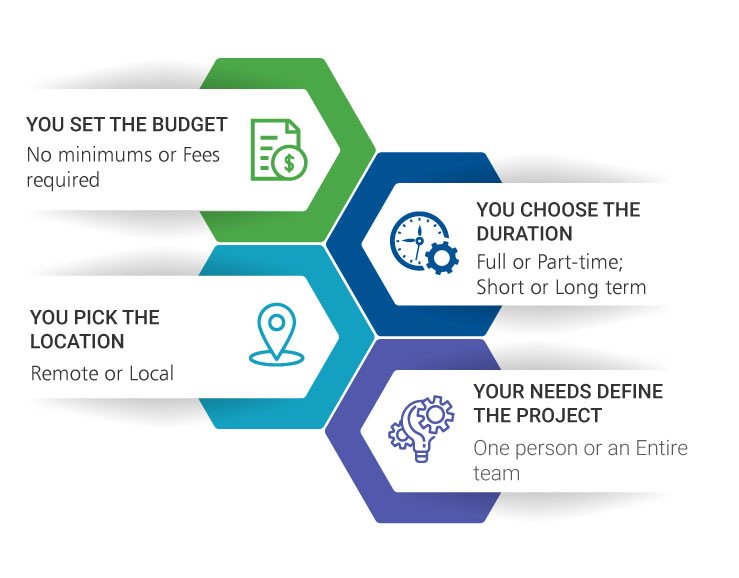 YOU SET THE BUDGET
No minimums or Fees
required
YOU CHOOSE THE
DURATION
Full or Part-time;
Short or Long term
YOU PICK THE
LOCATION
Remote or Local
YOUR NEEDS DEFINE
THE PROJECT
One person or an Entire
team